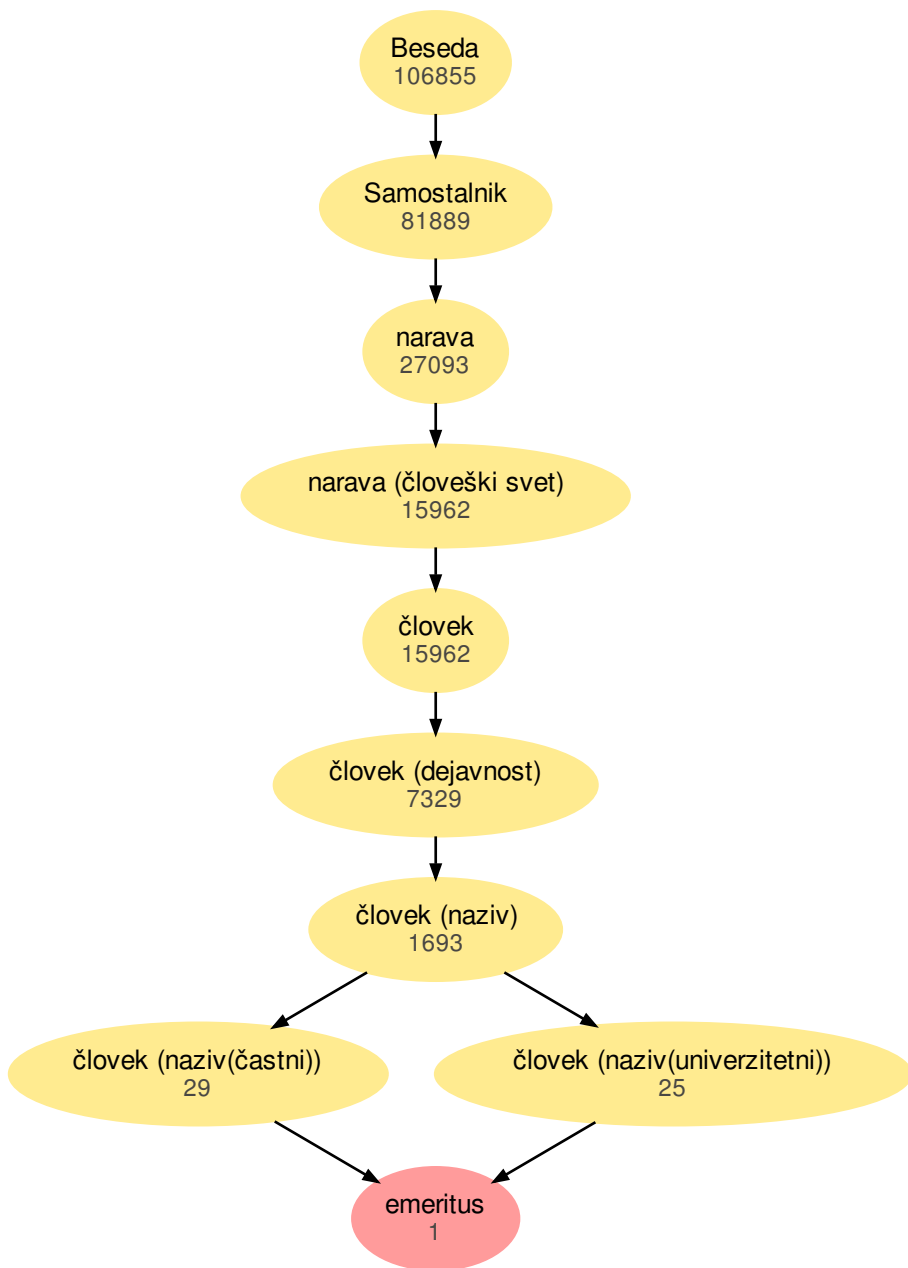 Beseda
106855
Samostalnik
81889
narava
27093
narava (človeški svet)
15962
človek
15962
človek (dejavnost)
7329
človek (naziv)
1693
človek (naziv(častni))
29
človek (naziv(univerzitetni))
25
emeritus
1